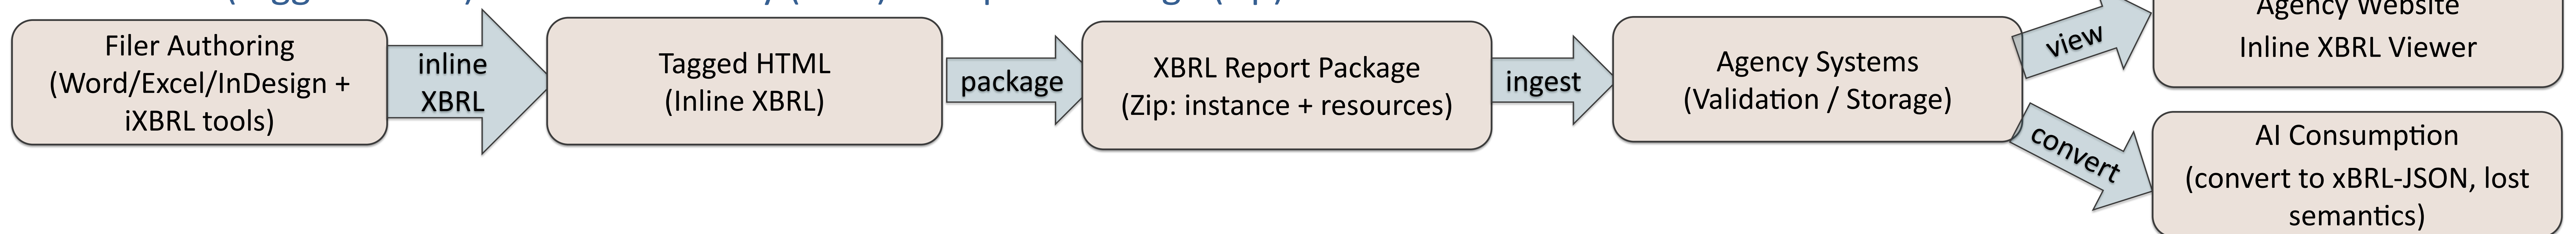 Filer Authoring
(Word/Excel/InDesign +
iXBRL tools)
inline
XBRL
Tagged HTML
(Inline XBRL)
package
XBRL Report Package
(Zip: instance + resources)
ingest
Agency Systems
(Validation / Storage)
view
Agency Website
Inline XBRL Viewer
convert
AI Consumption
(convert to xBRL-JSON, lost
semantics)